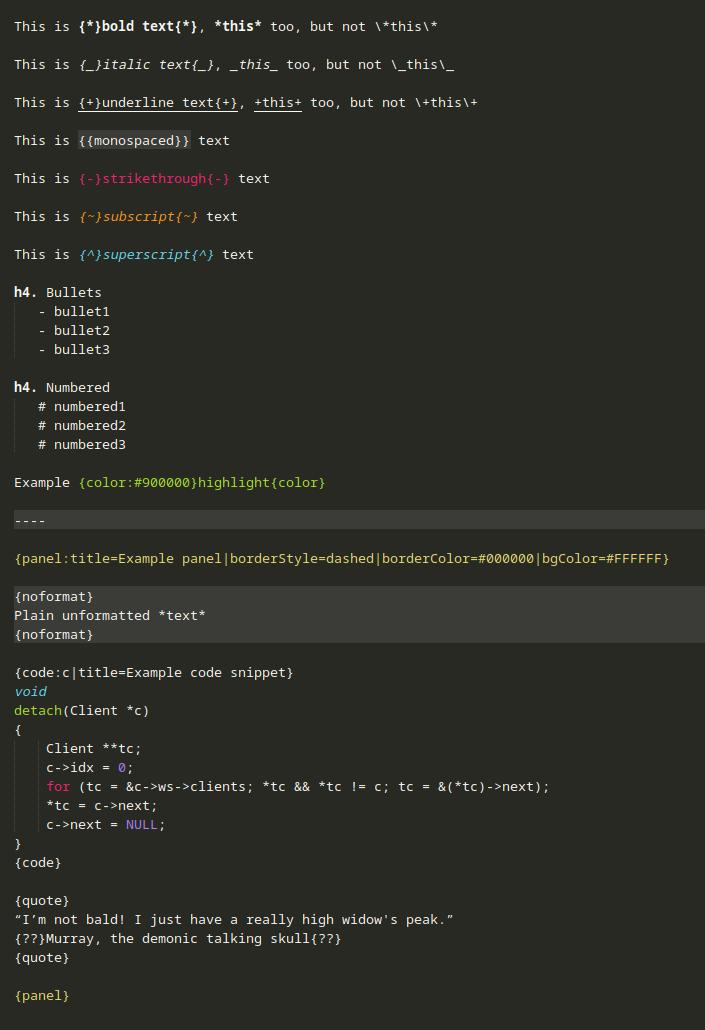 This is {*}bold text{*}, *this* too, but not \*this\*
This is {_}italic text{_}, _this_ too, but not \_this\_
This is {+}underline text{+}, +this+ too, but not \+this\+
This is {{monospaced}} text
This is {-}strikethrough{-} text
This is {~}subscript{~} text
This is {^}superscript{^} text
h4. Bullets
- bullet1
- bullet2
- bullet3
h4. Numbered
# numbered1
# numbered2
# numbered3
Example {color:#900000}highlight{color}
----
{panel:title=Example panel|borderStyle=dashed|borderColor=#000000|bgColor=#FFFFFF}
{noformat}
Plain unformatted *text*
{noformat}
{code:c|title=Example code snippet}
void
detach(Client *c)
{
    Client **tc;
    c->idx = 0;
    for (tc = &c->ws->clients; *tc && *tc != c; tc = &(*tc)->next);
    *tc = c->next;
    c->next = NULL;
}
{code}
{quote}
“I’m not bald! I just have a really high widow's peak.”
{??}Murray, the demonic talking skull{??}
{quote}
{panel}